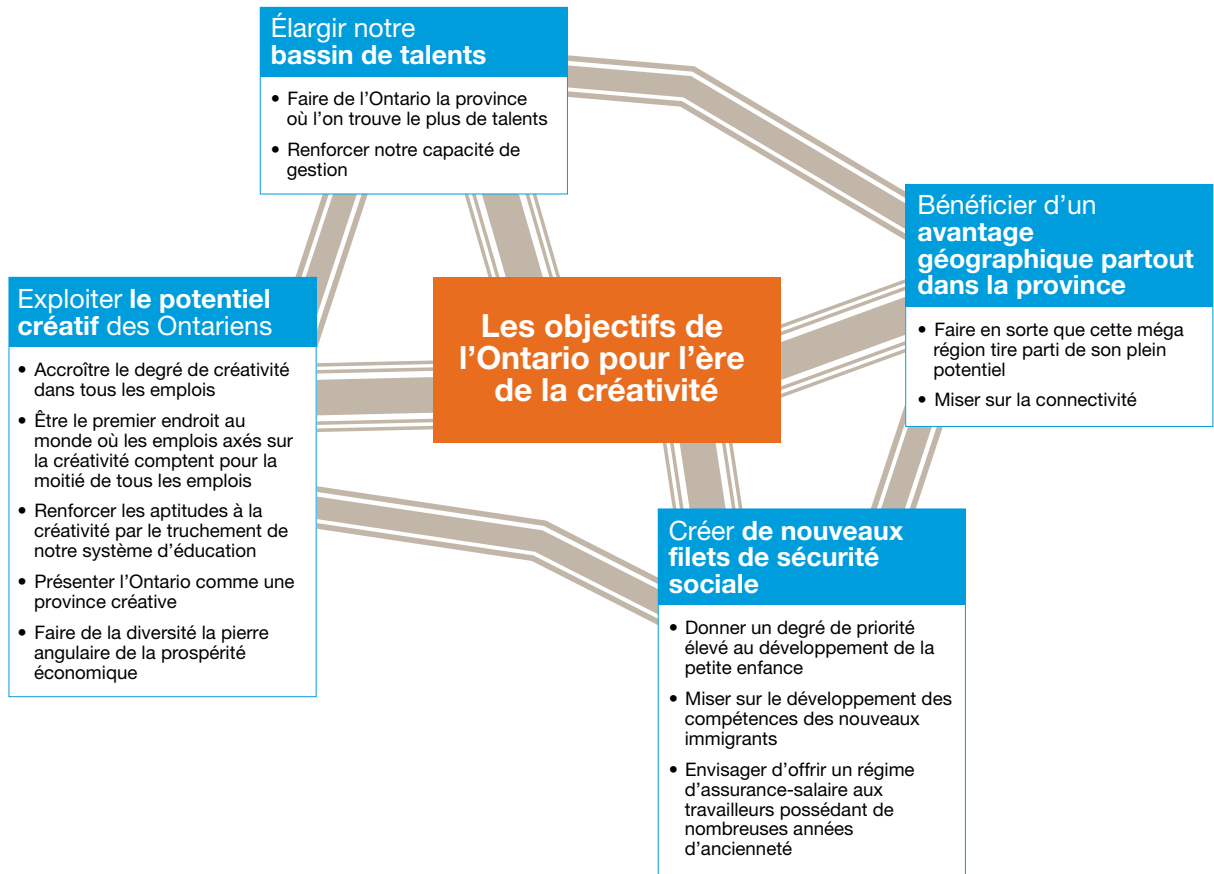 Élargir notre
bassin de talents
• Faire de l’Ontario la province
où l’on trouve le plus de talents
• Renforcer notre capacité de
gestion
Bénéficier d’un
avantage
géographique partout
dans la province
• Faire en sorte que cette méga
région tire parti de son plein
potentiel
• Miser sur la connectivité
Les objectifs de
l’Ontario pour l’ère
de la créativité
Exploiter le potentiel
créatif des Ontariens
• Accroître le degré de créativité
dans tous les emplois
• Être le premier endroit au
monde où les emplois axés sur
la créativité comptent pour la
moitié de tous les emplois
• Renforcer les aptitudes à la
créativité par le truchement de
notre système d’éducation
• Présenter l’Ontario comme une
province créative
• Faire de la diversité la pierre
angulaire de la prospérité
économique
Créer de nouveaux
filets de sécurité
sociale
• Donner un degré de priorité
élevé au développement de la
petite enfance
• Miser sur le développement des
compétences des nouveaux
immigrants
• Envisager d’offrir un régime
d’assurance-salaire aux
travailleurs possédant de
nombreuses années
d’ancienneté